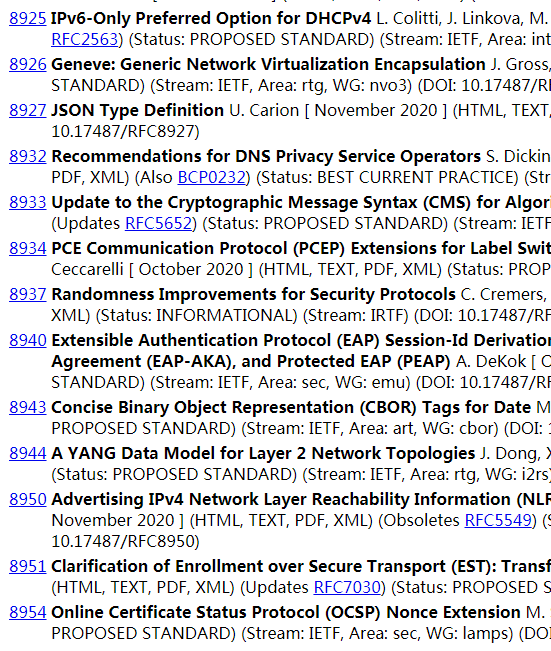 8925 IPv6-Only Preferred Option for DHCPv4 L. Colitti, J. Linkova, M.
RFC2563) (Status: PROPOSED STANDARD) (Stream: IETF, Area: int
8926 Geneve: Generic Network Virtualization Encapsulation J. Gross,
STANDARD) (Stream: IETF, Area: rtg, WG: nvo3) (DOI: 10.17487/RF
8927 JSON Type Definition U. Carion [ November 2020 ] (HTML, TEXT,
10.17487/RFC8927)
8932 Recommendations for DNS Privacy Service Operators S. Dickin
PDF, XML) (Also BCP0232) (Status: BEST CURRENT PRACTICE) (Str
8933 Update to the Cryptographic Message Syntax (CMS) for Algori
(Updates RFC5652) (Status: PROPOSED STANDARD) (Stream: IETF
8934 PCE Communication Protocol (PCEP) Extensions for Label Swit
Ceccarelli [ October 2020 ] (HTML, TEXT, PDF, XML) (Status: PROP
8937 Randomness Improvements for Security Protocols C. Cremers,
XML) (Status: INFORMATIONAL) (Stream: IRTF) (DOI: 10.17487/RF
8940 Extensible Authentication Protocol (EAP) Session-Id Derivation
Agreement (EAP-AKA), and Protected EAP (PEAP) A. DeKok [ O
STANDARD) (Stream: IETF, Area: sec, WG: emu) (DOI: 10.17487/RF
8943 Concise Binary Object Representation (CBOR) Tags for Date M
PROPOSED STANDARD) (Stream: IETF, Area: art, WG: cbor) (DOI: 1
8944 A YANG Data Model for Layer 2 Network Topologies J. Dong, X
(Status: PROPOSED STANDARD) (Stream: IETF, Area: rtg, WG: i2rs)
8950 Advertising IPv4 Network Layer Reachability Information (NLR
November 2020 ] (HTML, TEXT, PDF, XML) (Obsoletes RFC5549) (S
10.17487/RFC8950)
8951 Clarification of Enrollment over Secure Transport (EST): Transf
(HTML, TEXT, PDF, XML) (Updates RFC7030) (Status: PROPOSED S
8954 Online Certificate Status Protocol (OCSP) Nonce Extension M.
PROPOSED STANDARD) (Stream: IETF, Area: sec, WG: lamps) (DOI